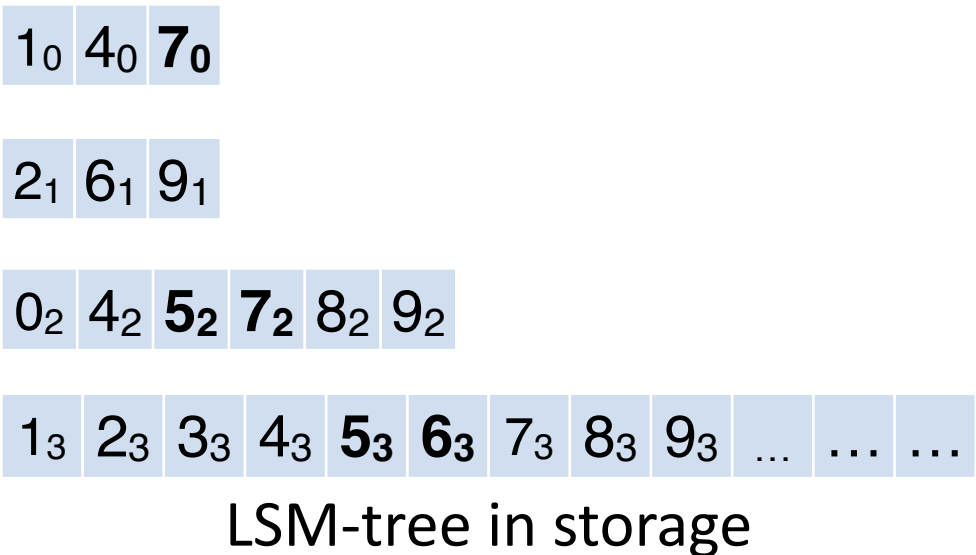 1₀ 4₀ 7₀
2₁ 6₁ 9₁
0₂ 4₂ 5₂ 7₂ 8₂ 9₂
1₃ 2₃ 3₃ 4₃ 5₃ 6₃ 7₃ 8₃ 9₃ ... ... ...
LSM-tree in storage